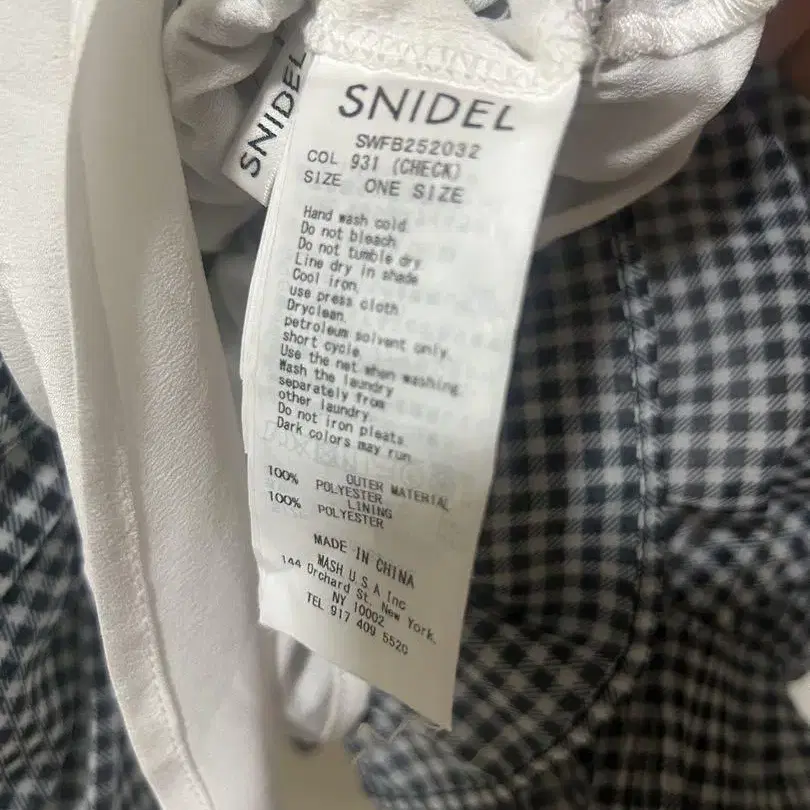 SNIDEL
SNIDEL
SWFB252032
COL 931 (CHECK)
SIZE ONE SIZE
Hand wash cold.
Do not bleach
Do not tumble dry
Line dry in shade
Cool iron.
use press cloth
Dryclean.
petroleum solvent only.
short cycle.
Use the net when washing.
Wash the laundry
separately from
other laundry.
Do not iron pleats
Dark colors may run
OUTER MATERIAL
100% POLYESTER
LINING
100% POLYESTER
MADE IN CHINA
MASH U S A Inc
144 Orchard St. New York.
NY 10002
TEL 917 409 5520